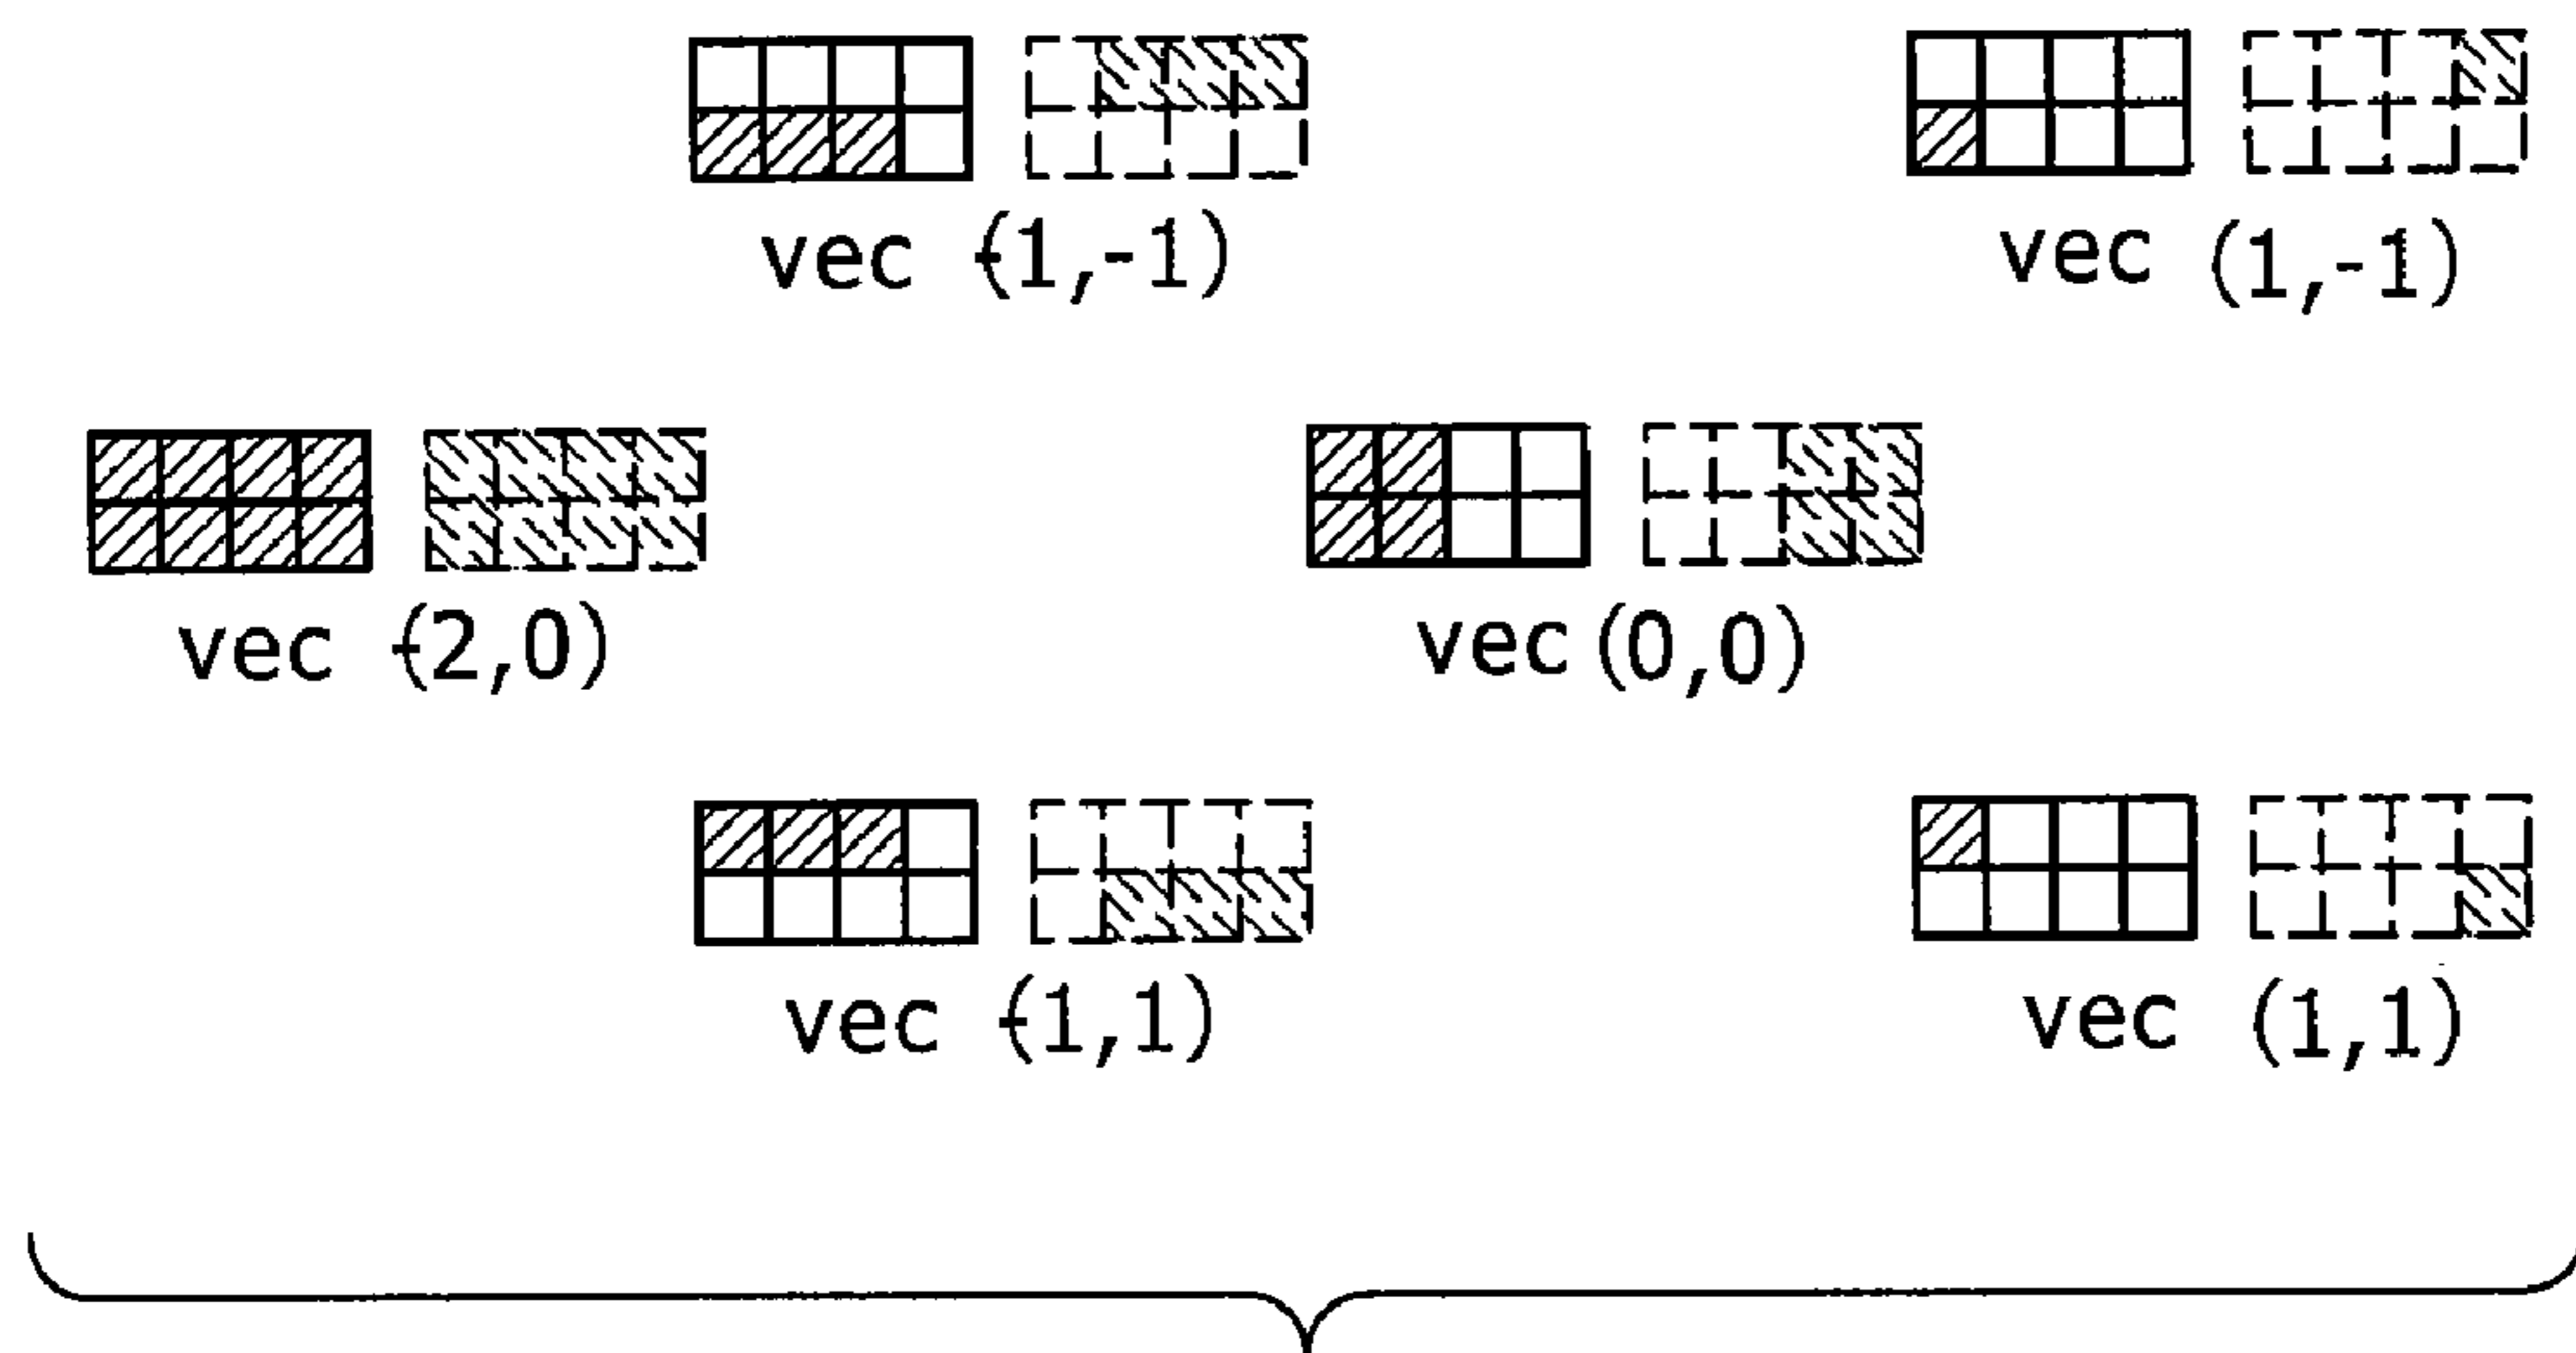 vec (-1,-1)
vec (1,-1)
vec (-2,0)
vec (0,0)
vec (-1,1)
vec (1,1)